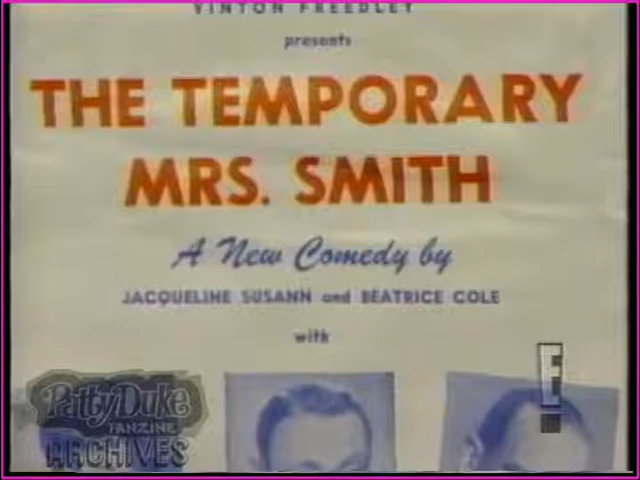 VINTON FREEDLEY
presents
THE TEMPORARY
MRS. SMITH
A New Comedy by
JACQUELINE SUSANN and BEATRICE COLE
with
Patty Duke
FANZINE
ARCHIVES
E!